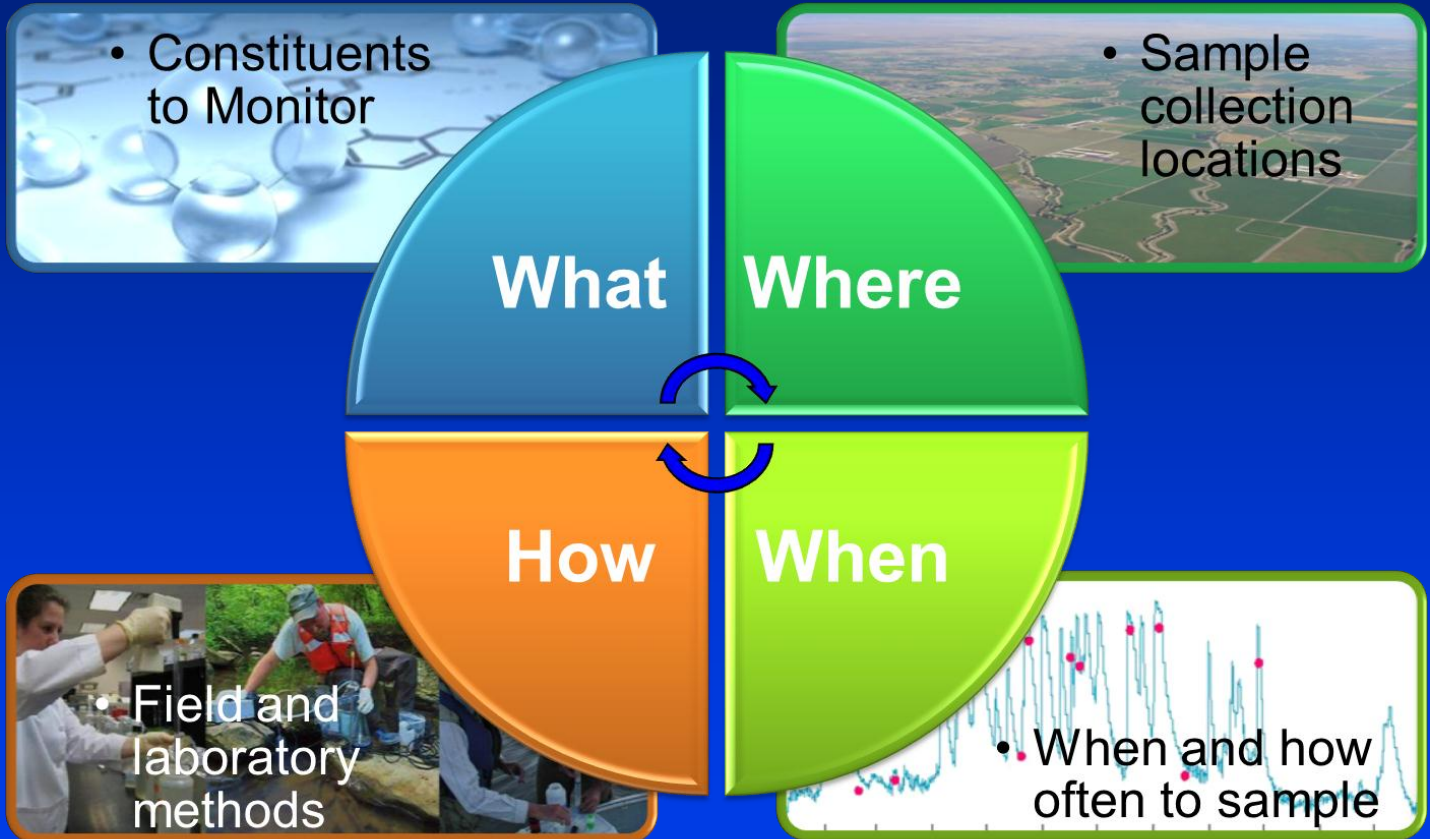 • Constituents
to Monitor
• Sample
collection
locations
What
Where
How
When
• Field and
laboratory
methods
• When and how
often to sample